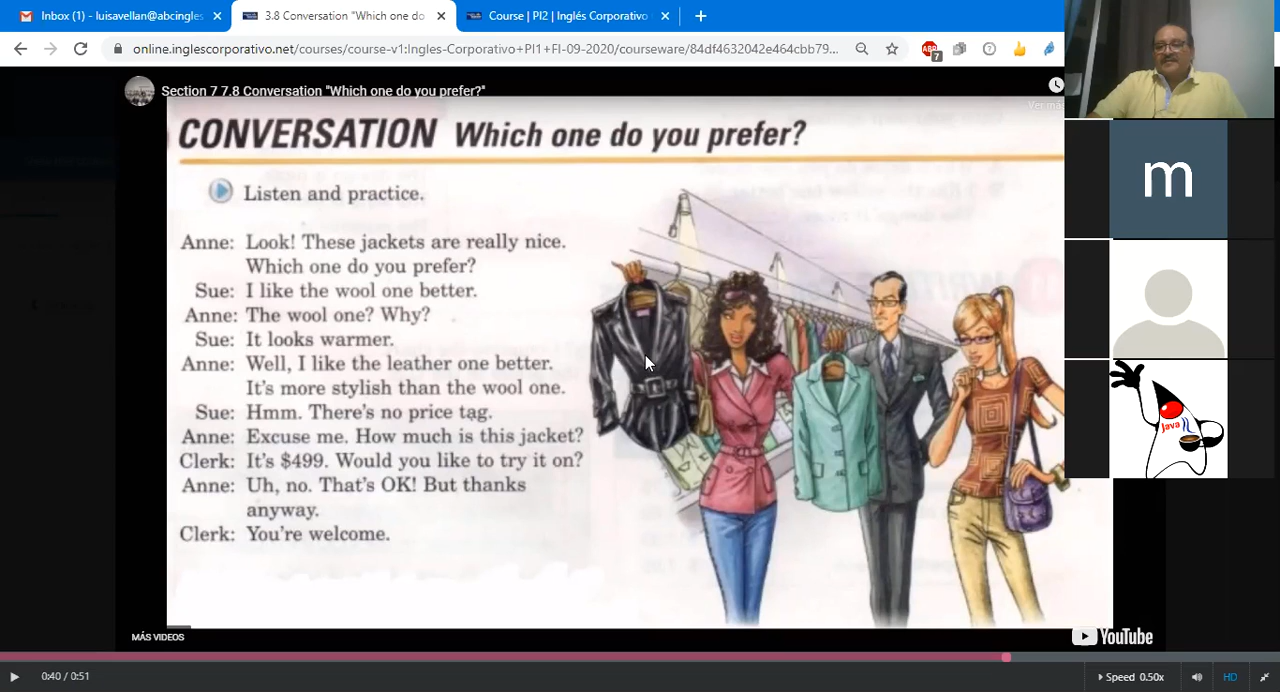 Inbox (1) - luisavellan@abcingles
3.8 Conversation "Which one do
Course | PI2 | Inglés Corporativo
online.inglescorporativo.net/courses/course-v1:Ingles-Corporativo+PI1+FI-09-2020/courseware/84df4632042e464cbb79...
ABP
7
Section 7 7.8 Conversation "Which one do you prefer?"
Ver más
CONVERSATION Which one do you prefer?
Listen and practice.
Anne: Look! These jackets are really nice.
Which one do you prefer?
Sue: I like the wool one better.
Anne: The wool one? Why?
Sue: It looks warmer.
Anne: Well, I like the leather one better.
It's more stylish than the wool one.
Sue: Hmm. There's no price tag.
Anne: Excuse me. How much is this jacket?
Clerk: It's $499. Would you like to try it on?
Anne: Uh, no. That's OK! But thanks
anyway.
Clerk: You're welcome.
m
Java
MÁS VIDEOS
YouTube
0:40 / 0:51
Speed 0.50x
HD